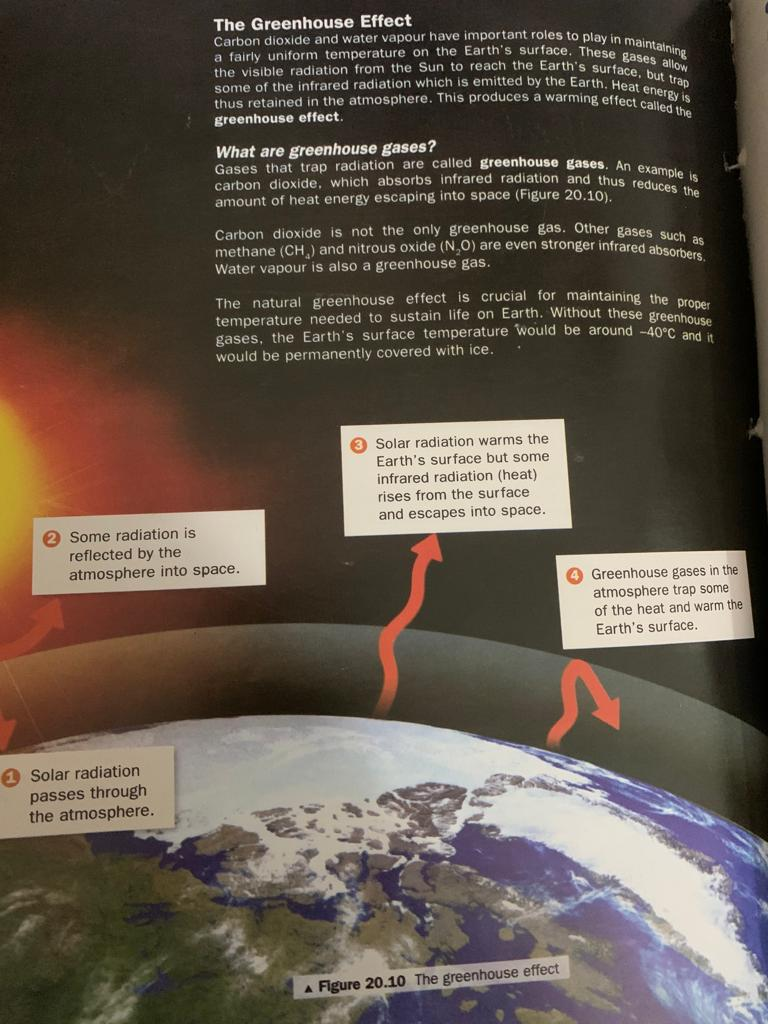 The Greenhouse Effect
Carbon dioxide and water vapour have important roles to play in maintaining
a fairly uniform temperature on the Earth's surface. These gases allow
the visible radiation from the Sun to reach the Earth's surface, but trap
some of the infrared radiation which is emitted by the Earth. Heat energy is
thus retained in the atmosphere. This produces a warming effect called the
greenhouse effect.
What are greenhouse gases?
Gases that trap radiation are called greenhouse gases. An example is
carbon dioxide, which absorbs infrared radiation and thus reduces the
amount of heat energy escaping into space (Figure 20.10).
Carbon dioxide is not the only greenhouse gas. Other gases such as
methane (CH₄) and nitrous oxide (N₂O) are even stronger infrared absorbers.
Water vapour is also a greenhouse gas.
The natural greenhouse effect is crucial for maintaining the proper
temperature needed to sustain life on Earth. Without these greenhouse
gases, the Earth's surface temperature would be around –40°C and it
would be permanently covered with ice.
3 Solar radiation warms the
Earth's surface but some
infrared radiation (heat)
rises from the surface
and escapes into space.
2 Some radiation is
reflected by the
atmosphere into space.
4 Greenhouse gases in the
atmosphere trap some
of the heat and warm the
Earth's surface.
1 Solar radiation
passes through
the atmosphere.
▲ Figure 20.10 The greenhouse effect